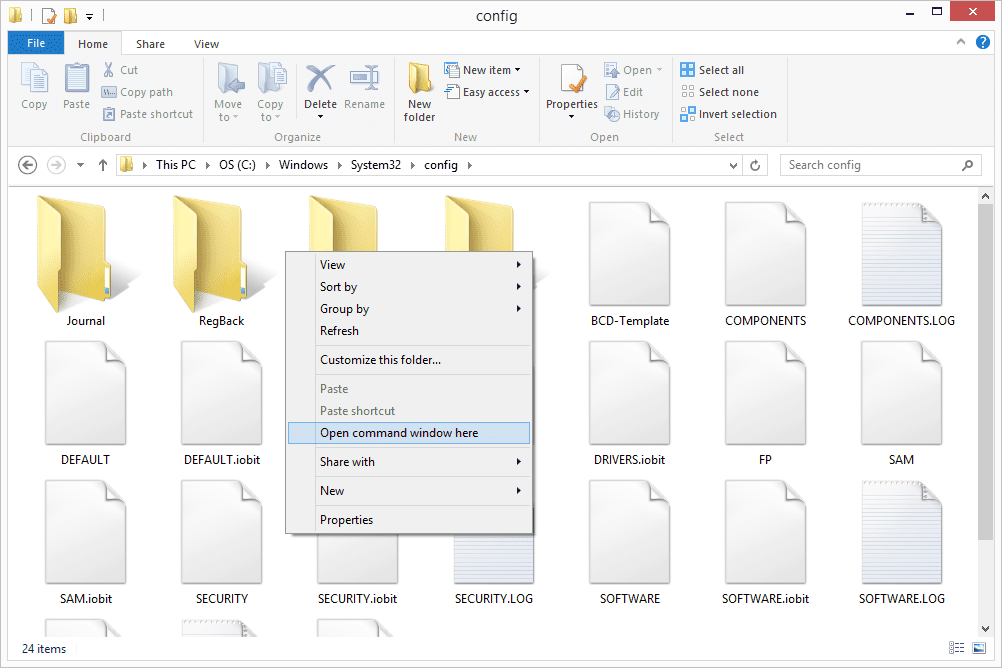 config
File Home Share View
Copy
Paste
Cut
Copy path
Paste shortcut
Clipboard
Move to
Copy to
Delete
Rename
Organize
New folder
New item
Easy access
New
Properties
Open
Edit
History
Open
Select all
Select none
Invert selection
Select
This PC OS (C:) Windows System32 config
Search config
Journal RegBack BCD-Template COMPONENTS COMPONENTS.LOG
View
Sort by
Group by
Refresh
Customize this folder...
Paste
Paste shortcut
Open command window here
Share with
New
Properties
DEFAULT DEFAULT.iobit DRIVERS.iobit FP SAM
SAM.iobit SECURITY SECURITY.iobit SECURITY.LOG SOFTWARE SOFTWARE.iobit SOFTWARE.LOG
24 items